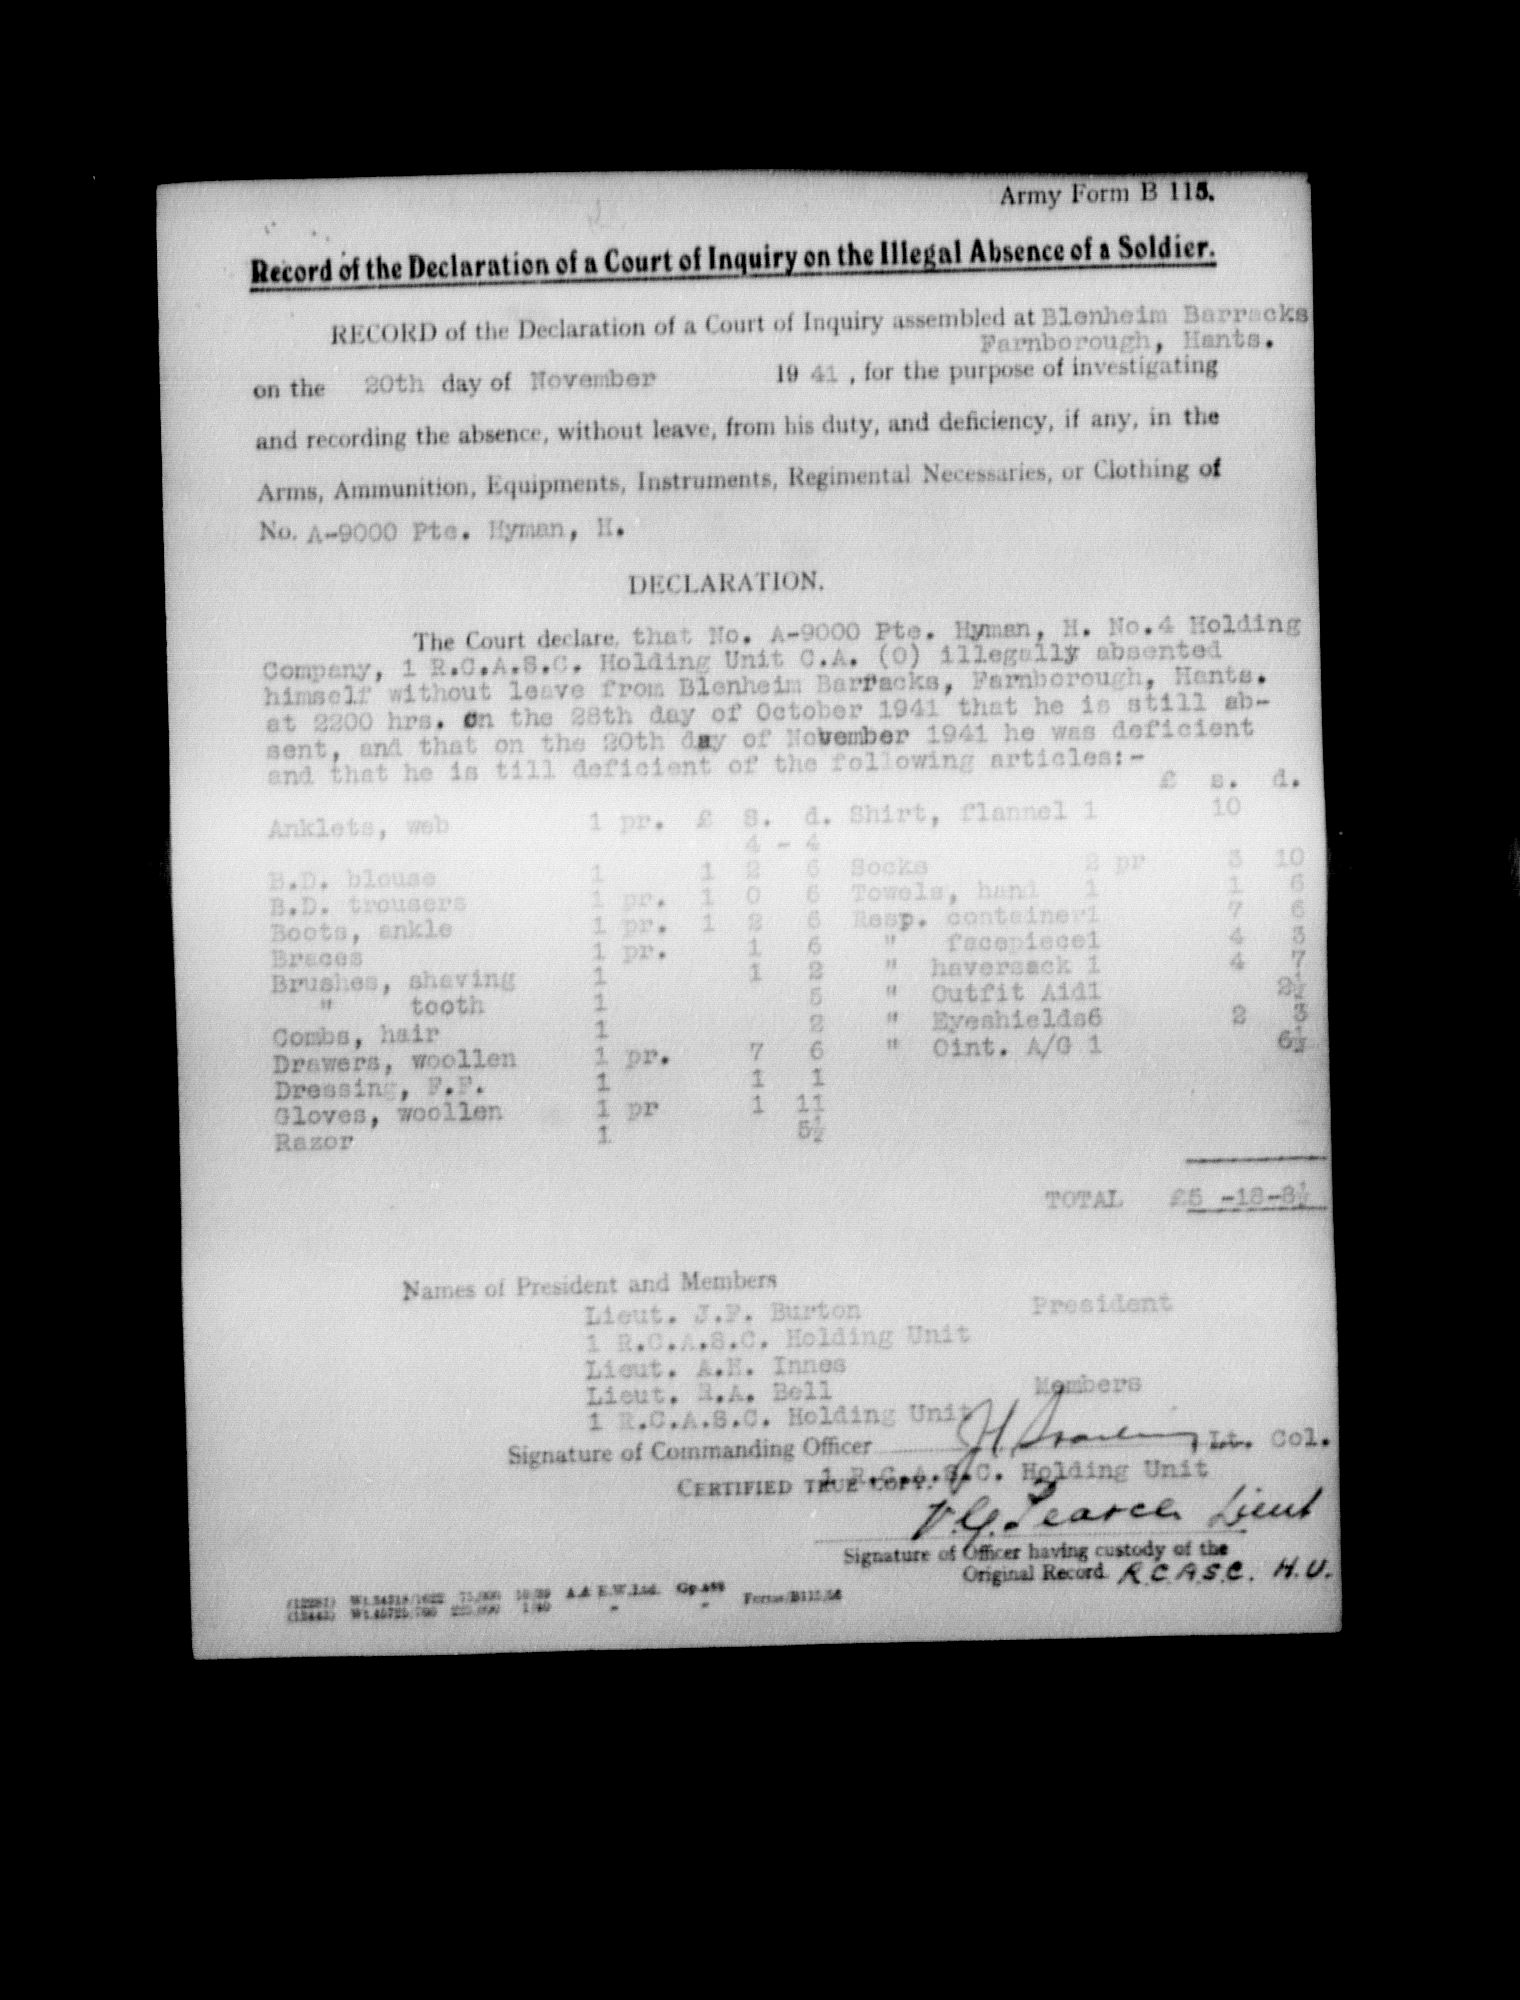 Army Form B 115.
Record of the Declaration of a Court of Inquiry on the Illegal Absence of a Soldier.
RECORD of the Declaration of a Court of Inquiry assembled at Blenheim Barracks
Farnborough, Hants.
on the 20th day of November 1941, for the purpose of investigating
and recording the absence, without leave, from his duty, and deficiency, if any, in the
Arms, Ammunition, Equipments, Instruments, Regimental Necessaries, or Clothing of
No. A-9000 Pte. Hyman, H.
DECLARATION.
The Court declare, that No. A-9000 Pte. Hyman, H. No.4 Holding
Company, 1 R.C.A.S.C. Holding Unit C.A. (O) illegally absented
himself without leave from Blenheim Barracks, Farnborough, Hants.
at 2200 hrs. On the 28th day of October 1941 that he is still ab-
sent, and that on the 20th day of November 1941 he was deficient
and that he is till deficient of the following articles:-
£ s. d.
Anklets, web 1 pr. £ S. d. Shirt, flannel 1 10
4 - 4
B.D. blouse 1 1 2 6 Socks 2 pr 3 10
B.D. trousers 1 pr. 1 0 6 Towels, hand 1 1 6
Boots, ankle 1 pr. 1 2 6 Resp. container1 7 6
Braces 1 pr. 1 6 " facepiece1 4 3
Brushes, shaving 1 1 2 " haversack 1 4 7
" tooth 1 5 " Outfit Aid1 2½
Combs, hair 1 2 " Eyeshields6 2 3
Drawers, woollen 1 pr. 7 6 " Oint. A/G 1 6½
Dressing, F.F. 1 1 1
Gloves, woollen 1 pr 1 11
Razor 1 5½
TOTAL £5 -18-8½
Names of President and Members
Lieut. J.F. Burton President
1 R.C.A.S.C. Holding Unit
Lieut. A.H. Innes
Lieut. R.A. Bell Members
1 R.C.A.S.C. Holding Unit
Signature of Commanding Officer Lt. Col.
1 R.C.A.S.C. Holding Unit
CERTIFIED TRUE COPY.
V.G. Pearce Lieut
Signature of Officer having custody of the
Original Record. R.C.A.S.C. H.U.